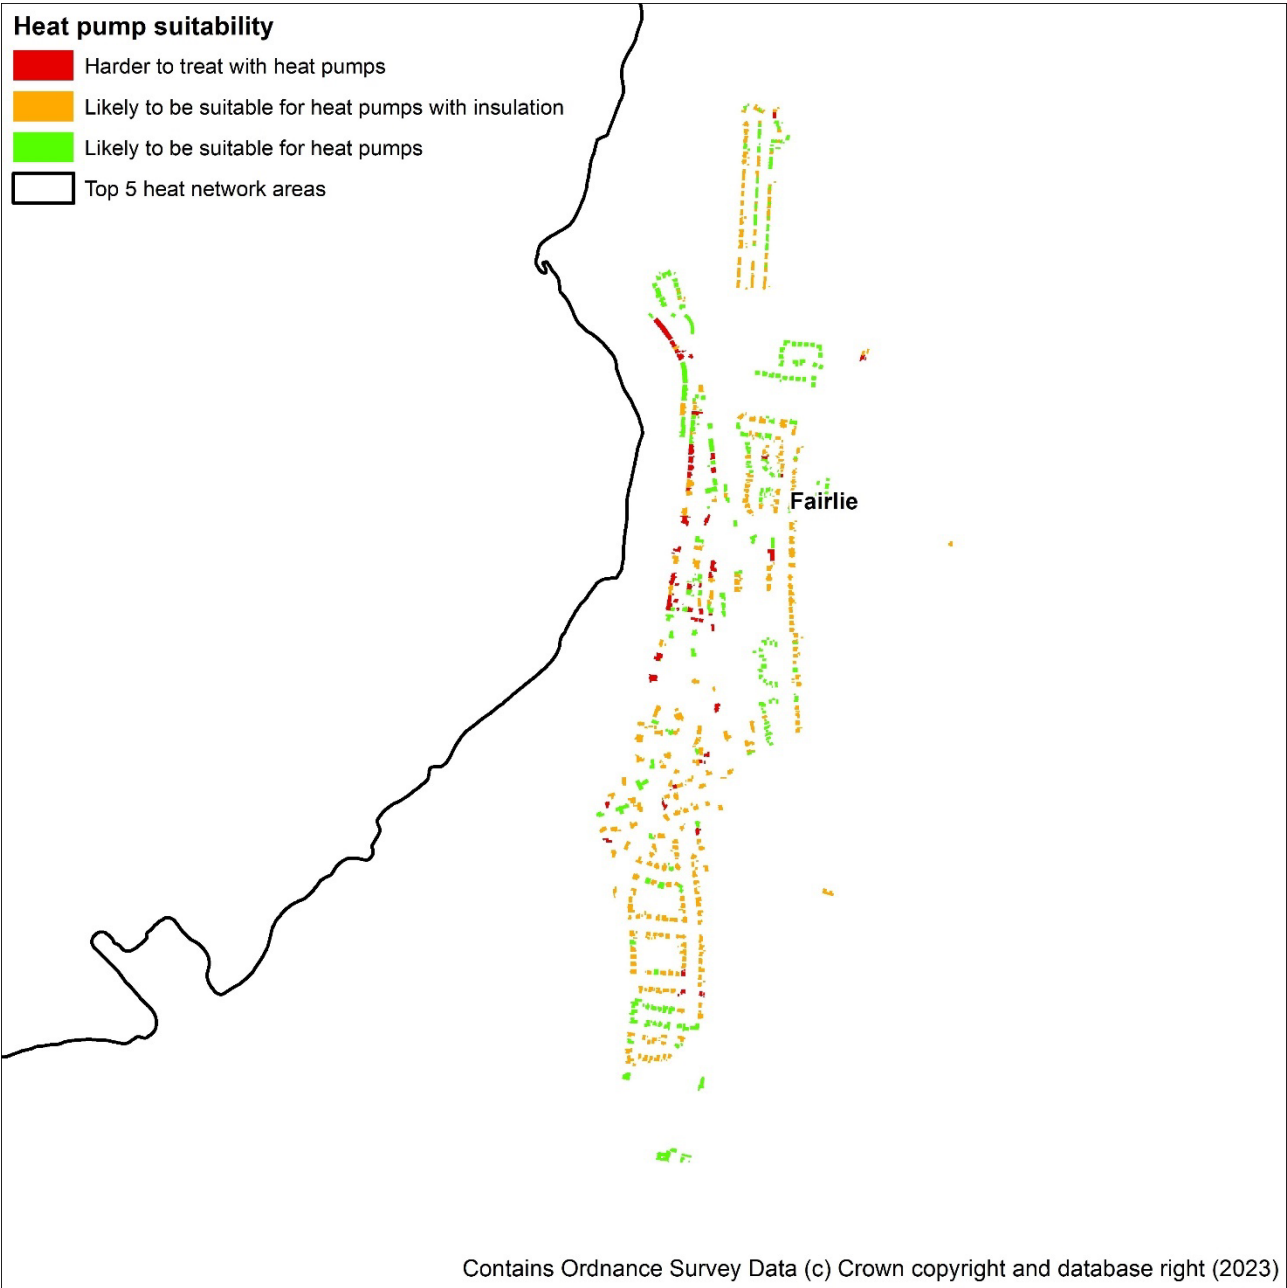 Heat pump suitability
Harder to treat with heat pumps
Likely to be suitable for heat pumps with insulation
Likely to be suitable for heat pumps
Top 5 heat network areas
Fairlie
Contains Ordnance Survey Data (c) Crown copyright and database right (2023)